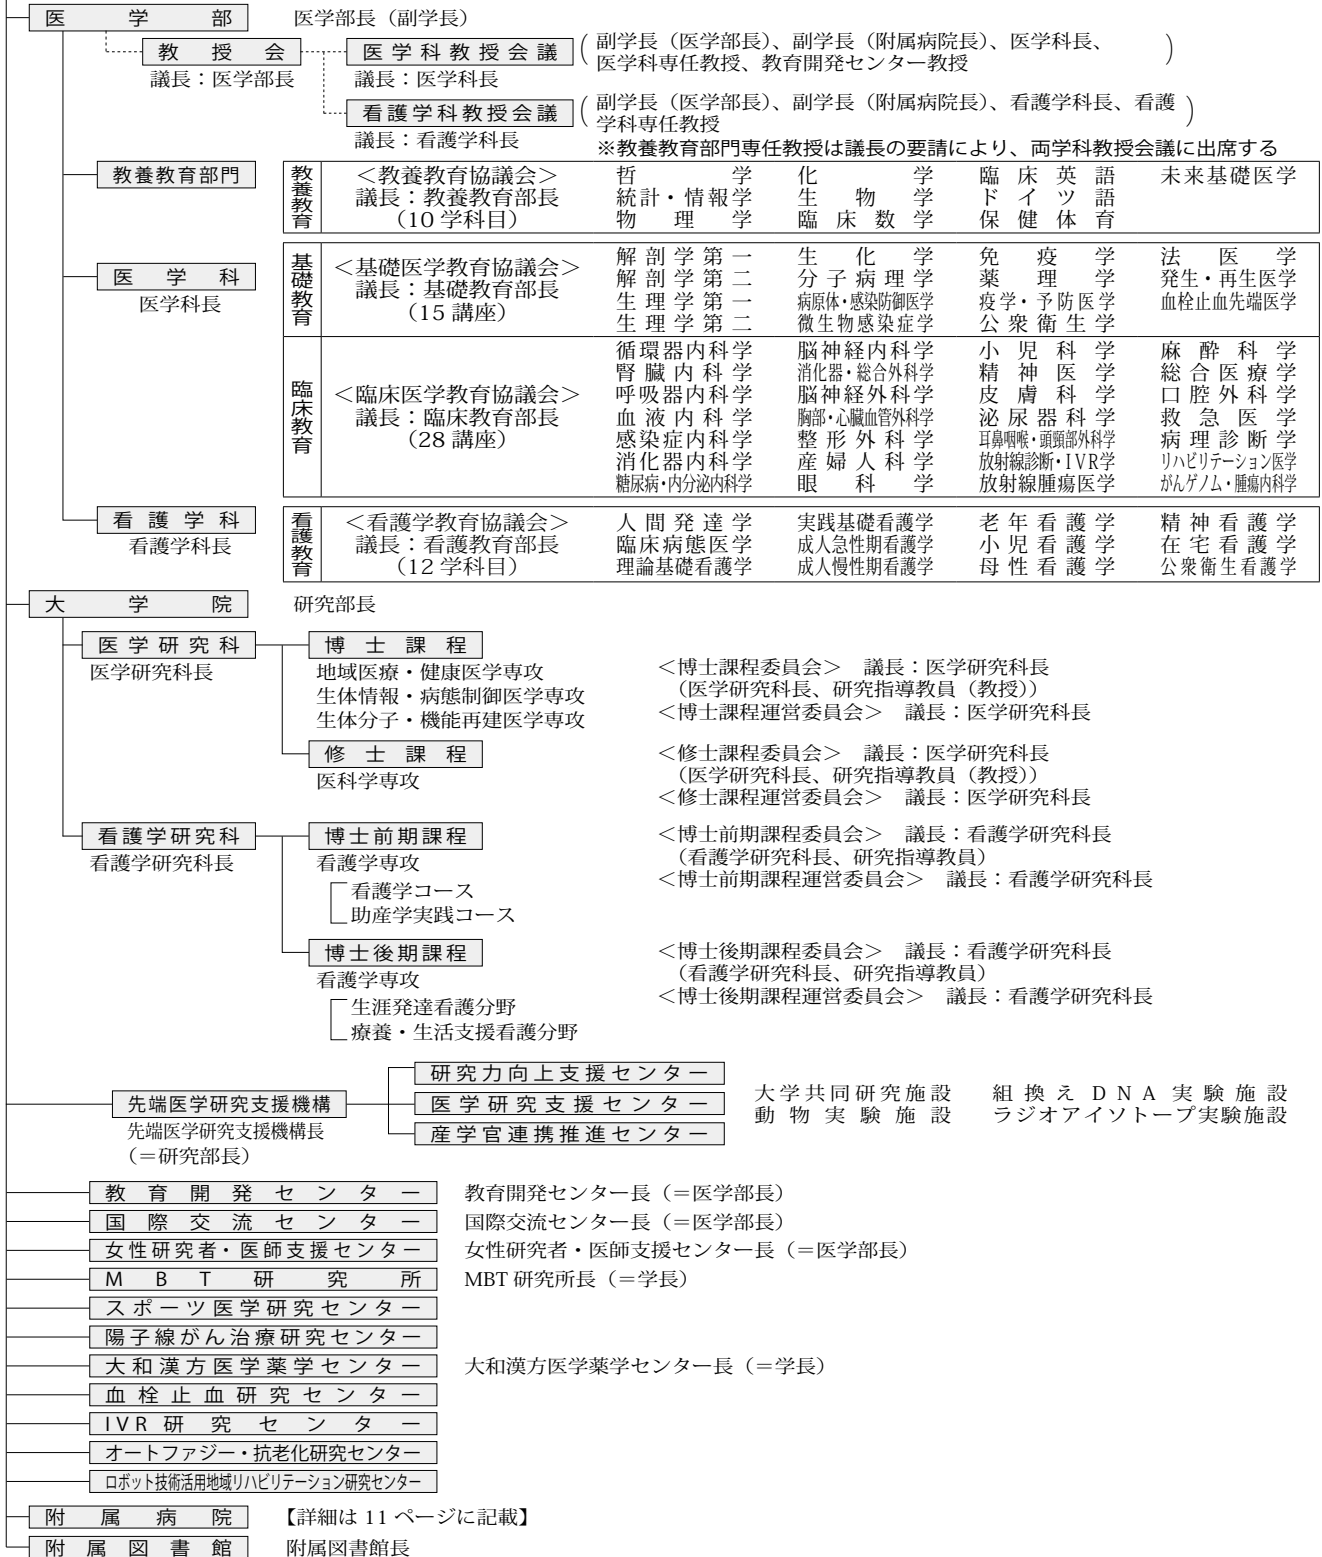 医学部 医学部長（副学長）
教授会 医学科教授会議 （副学長（医学部長）、副学長（附属病院長）、医学科長、
医学科専任教授、教育開発センター教授）
議長：医学部長 議長：医学科長
看護学科教授会議 （副学長（医学部長）、副学長（附属病院長）、看護学科長、看護
学科専任教授）
議長：看護学科長
※教養教育部門専任教授は議長の要請により、両学科教授会議に出席する
教養教育部門 教養教育 ＜教養教育協議会＞ 哲学 化学 臨床英語 未来基礎医学
議長：教養教育部長 統計・情報学 生物学 ドイツ語
（10 学科目） 物理学 臨床数学 保健体育
医学科 医学科長
基礎教育 解剖学第一 生化学 免疫学 法医学
＜基礎医学教育協議会＞ 解剖学第二 分子病理学 薬理学 発生・再生医学
議長：基礎教育部長 生理学第一 病原体・感染防御医学 疫学・予防医学 血栓止血先端医学
（15 講座） 生理学第二 微生物感染症学 公衆衛生学
臨床教育 循環器内科学 脳神経内科学 小児科学 麻酔科学
腎臓内科学 消化器・総合外科学 精神医学 総合医療学
＜臨床医学教育協議会＞ 呼吸器内科学 脳神経外科学 皮膚科学 口腔外科学
議長：臨床教育部長 血液内科学 胸部・心臓血管外科学 泌尿器科学 救急医学
（28 講座） 感染症内科学 整形外科学 耳鼻咽喉・頭頸部外科学 病理診断学
消化器内科学 産婦人科学 放射線診断・IVR学 リハビリテーション医学
糖尿病・内分泌内科学 眼科学 放射線腫瘍医学 がんゲノム・腫瘍内科学
看護学科 看護学科長
看護教育 ＜看護学教育協議会＞ 人間発達学 実践基礎看護学 老年看護学 精神看護学
議長：看護教育部長 臨床病態医学 成人急性期看護学 小児看護学 在宅看護学
（12 学科目） 理論基礎看護学 成人慢性期看護学 母性看護学 公衆衛生看護学
大学院 研究部長
医学研究科 博士課程
医学研究科長 地域医療・健康医学専攻 ＜博士課程委員会＞ 議長：医学研究科長
生体情報・病態制御医学専攻 （医学研究科長、研究指導教員（教授））
生体分子・機能再建医学専攻 ＜博士課程運営委員会＞ 議長：医学研究科長
修士課程 ＜修士課程委員会＞ 議長：医学研究科長
医科学専攻 （医学研究科長、研究指導教員（教授））
＜修士課程運営委員会＞ 議長：医学研究科長
看護学研究科 博士前期課程 ＜博士前期課程委員会＞ 議長：看護学研究科長
看護学研究科長 看護学専攻 （看護学研究科長、研究指導教員）
＜博士前期課程運営委員会＞ 議長：看護学研究科長
看護学コース
助産学実践コース
博士後期課程 ＜博士後期課程委員会＞ 議長：看護学研究科長
看護学専攻 （看護学研究科長、研究指導教員）
＜博士後期課程運営委員会＞ 議長：看護学研究科長
生涯発達看護分野
療養・生活支援看護分野
研究力向上支援センター
先端医学研究支援機構 医学研究支援センター 大学共同研究施設 組換えDNA実験施設
動物実験施設 ラジオアイソトープ実験施設
先端医学研究支援機構長 産学官連携推進センター
（＝研究部長）
教育開発センター 教育開発センター長（＝医学部長）
国際交流センター 国際交流センター長（＝医学部長）
女性研究者・医師支援センター 女性研究者・医師支援センター長（＝医学部長）
MBT研究所 MBT 研究所長（＝学長）
スポーツ医学研究センター
陽子線がん治療研究センター
大和漢方医学薬学センター 大和漢方医学薬学センター長（＝学長）
血栓止血研究センター
IVR研究センター
オートファジー・抗老化研究センター
ロボット技術活用地域リハビリテーション研究センター
附属病院 【詳細は 11 ページに記載】
附属図書館 附属図書館長